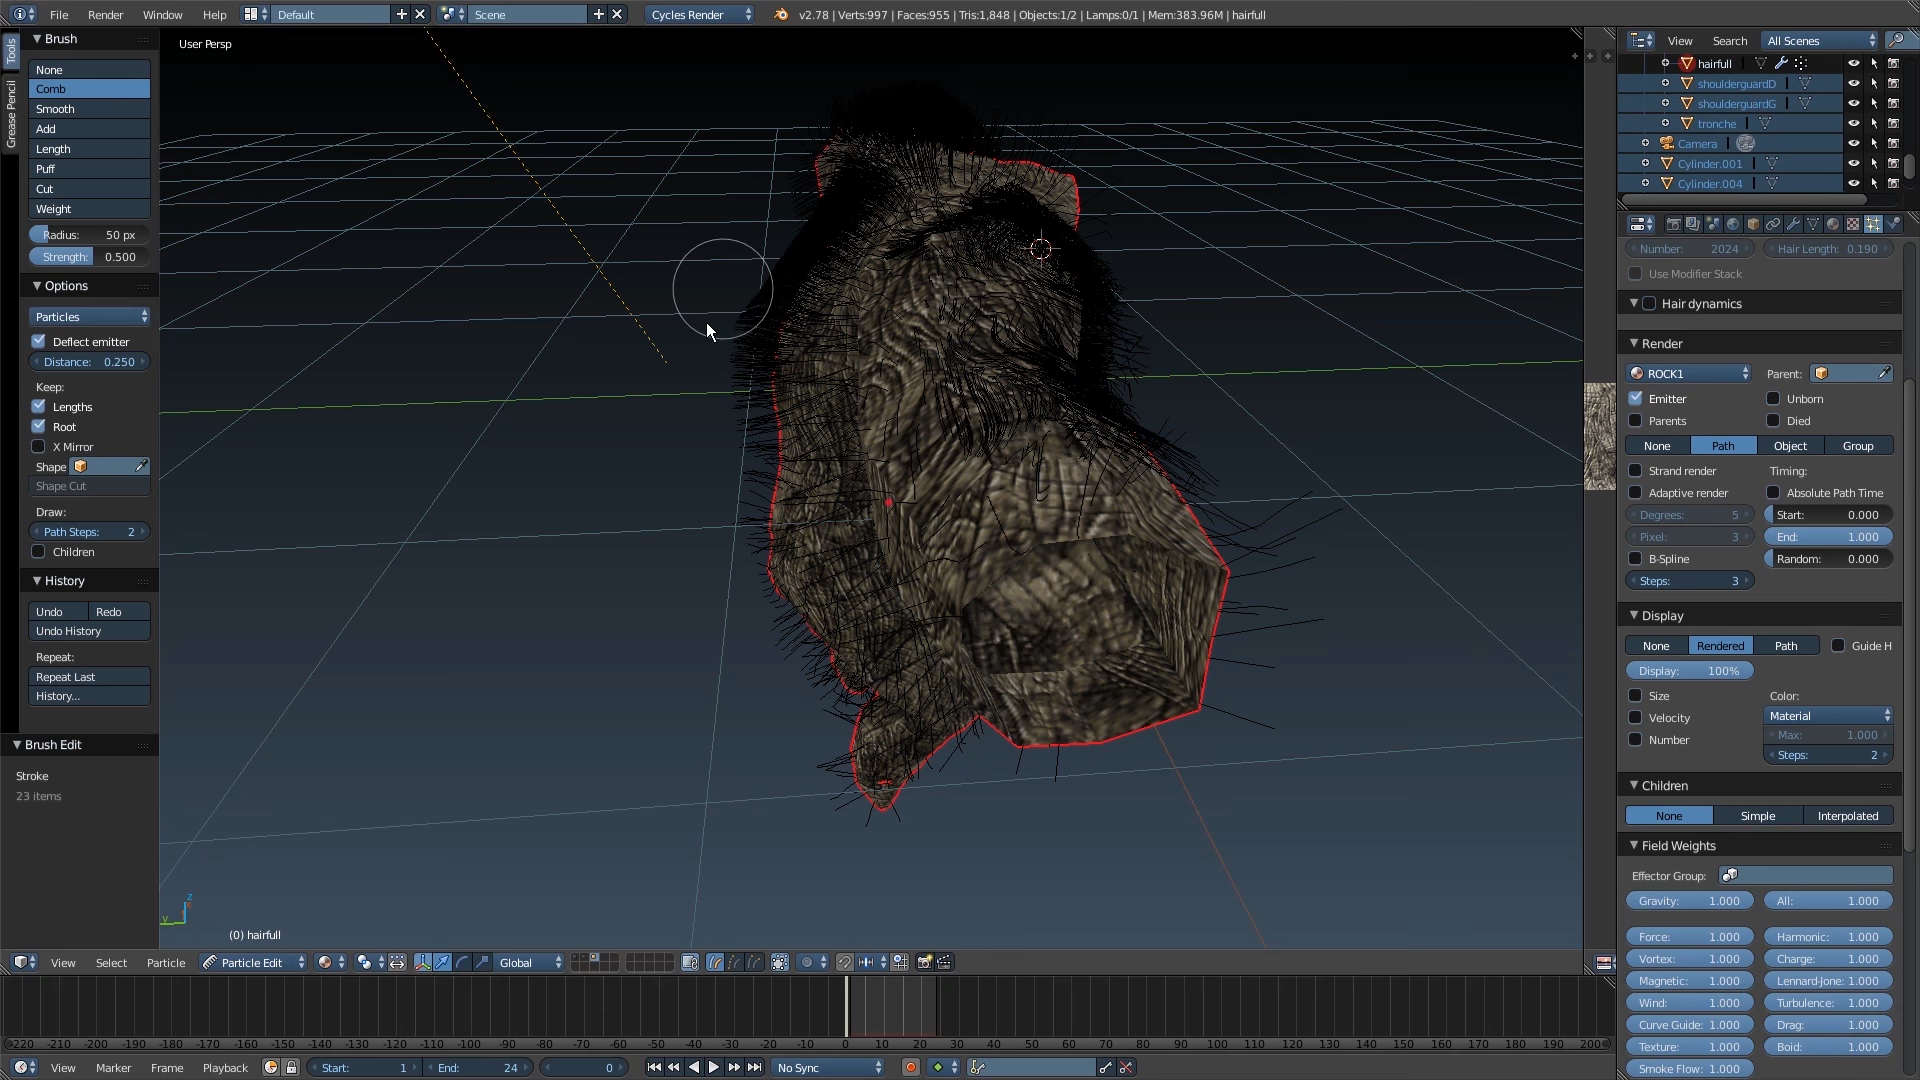 File Render Window Help Default Scene Cycles Render v2.78 | Verts:997 | Faces:955 | Tris:1,848 | Objects:1/2 | Lamps:0/1 | Mem:383.96M | hairfull
Tools
Grease Pencil
Brush
None
Comb
Smooth
Add
Length
Puff
Cut
Weight
Radius: 50 px
Strength: 0.500
Options
Particles
Deflect emitter
Distance: 0.250
Keep:
Lengths
Root
X Mirror
Shape
Shape Cut
Draw:
Path Steps: 2
Children
History
Undo Redo
Undo History
Repeat:
Repeat Last
History...
Brush Edit
Stroke
23 items
User Persp
z
y
(0) hairfull
View Select Particle Particle Edit Global
View Search All Scenes
hairfull
shoulderguardD
shoulderguardG
tronche
Camera
Cylinder.001
Cylinder.004
Number: 2024 Hair Length: 0.190
Use Modifier Stack
Hair dynamics
Render
ROCK1 Parent:
Emitter Unborn
Parents Died
None Path Object Group
Strand render Timing:
Adaptive render Absolute Path Time
Degrees: 5 Start: 0.000
Pixel: 3 End: 1.000
B-Spline Random: 0.000
Steps: 3
Display
None Rendered Path Guide H
Display: 100%
Size Color:
Velocity Material
Number Max: 1.000
Steps: 2
Children
None Simple Interpolated
Field Weights
Effector Group:
Gravity: 1.000 All: 1.000
Force: 1.000 Harmonic: 1.000
Vortex: 1.000 Charge: 1.000
Magnetic: 1.000 Lennard-Jone: 1.000
Wind: 1.000 Turbulence: 1.000
Curve Guide: 1.000 Drag: 1.000
Texture: 1.000 Boid: 1.000
Smoke Flow: 1.000
-220 -210 -200 -190 -180 -170 -160 -150 -140 -130 -120 -110 -100 -90 -80 -70 -60 -50 -40 -30 -20 -10 0 10 20 30 40 50 60 70 80 90 100 110 120 130 140 150 160 170 180 190 200
View Marker Frame Playback Start: 1 End: 24 0 No Sync